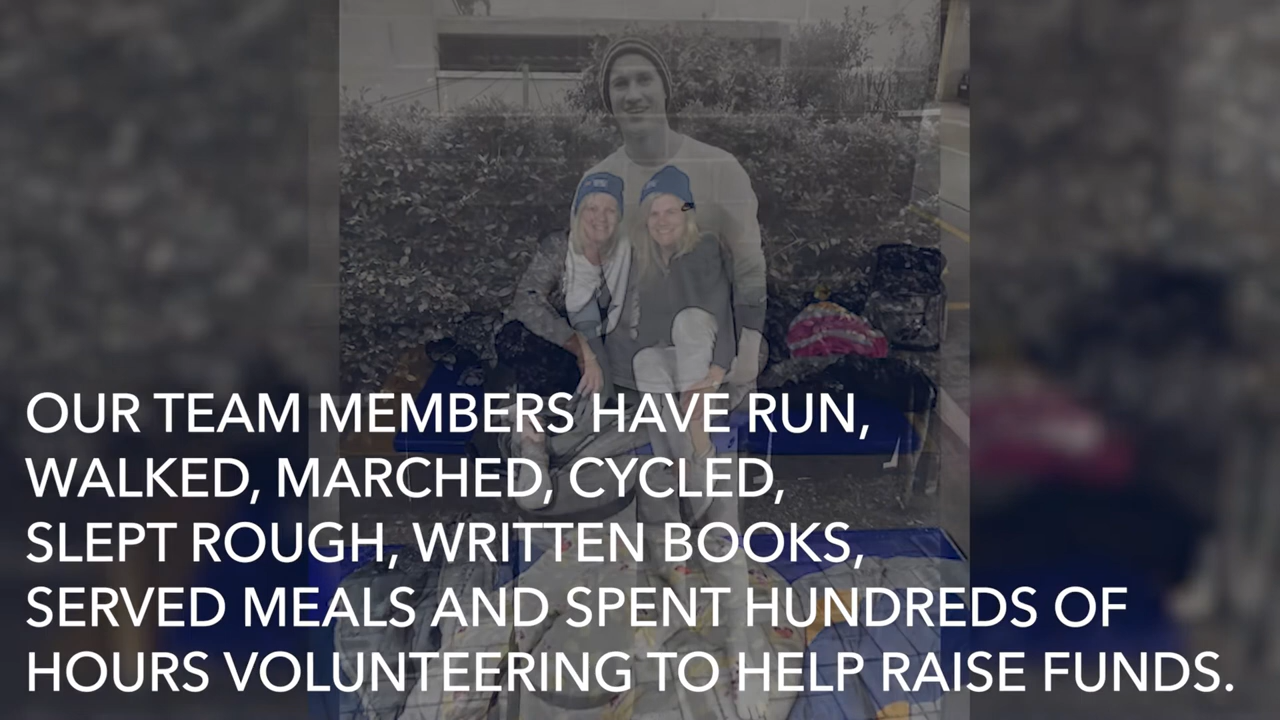 OUR TEAM MEMBERS HAVE RUN,
WALKED, MARCHED, CYCLED,
SLEPT ROUGH, WRITTEN BOOKS,
SERVED MEALS AND SPENT HUNDREDS OF
HOURS VOLUNTEERING TO HELP RAISE FUNDS.